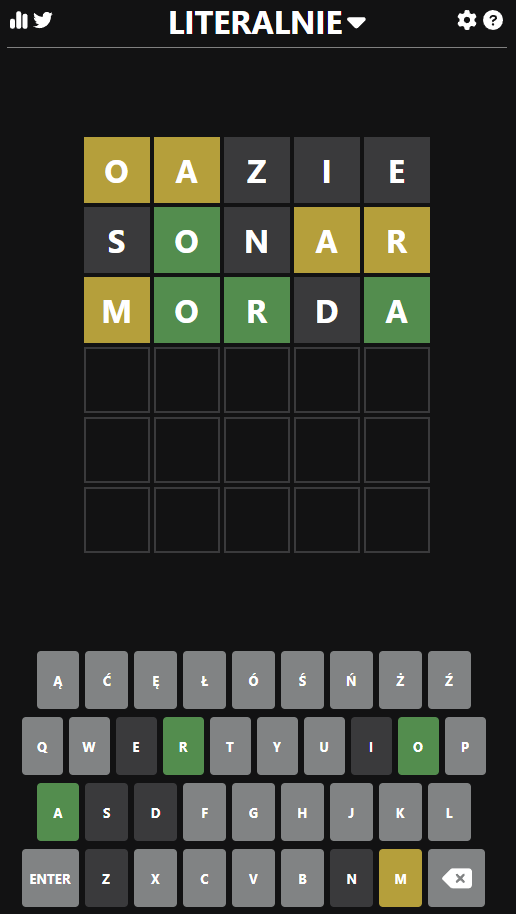 LITERALNIE
O A Z I E
S O N A R
M O R D A
Ą Ć Ę Ł Ó Ś Ń Ż Ź
Q W E R T Y U I O P
A S D F G H J K L
ENTER Z X C V B N M